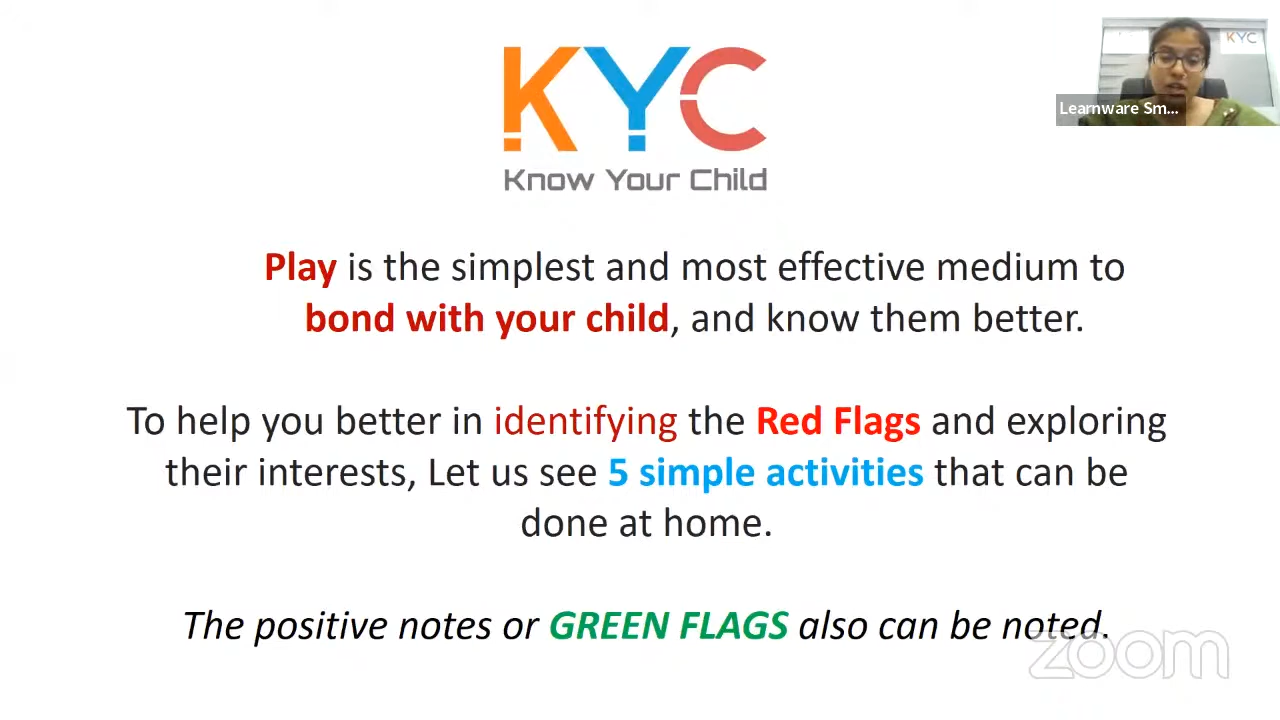 KYC
Know Your Child
KYC
Learnware Sm...
Play is the simplest and most effective medium to
bond with your child, and know them better.
To help you better in identifying the Red Flags and exploring
their interests, Let us see 5 simple activities that can be
done at home.
The positive notes or GREEN FLAGS also can be noted.
zoom